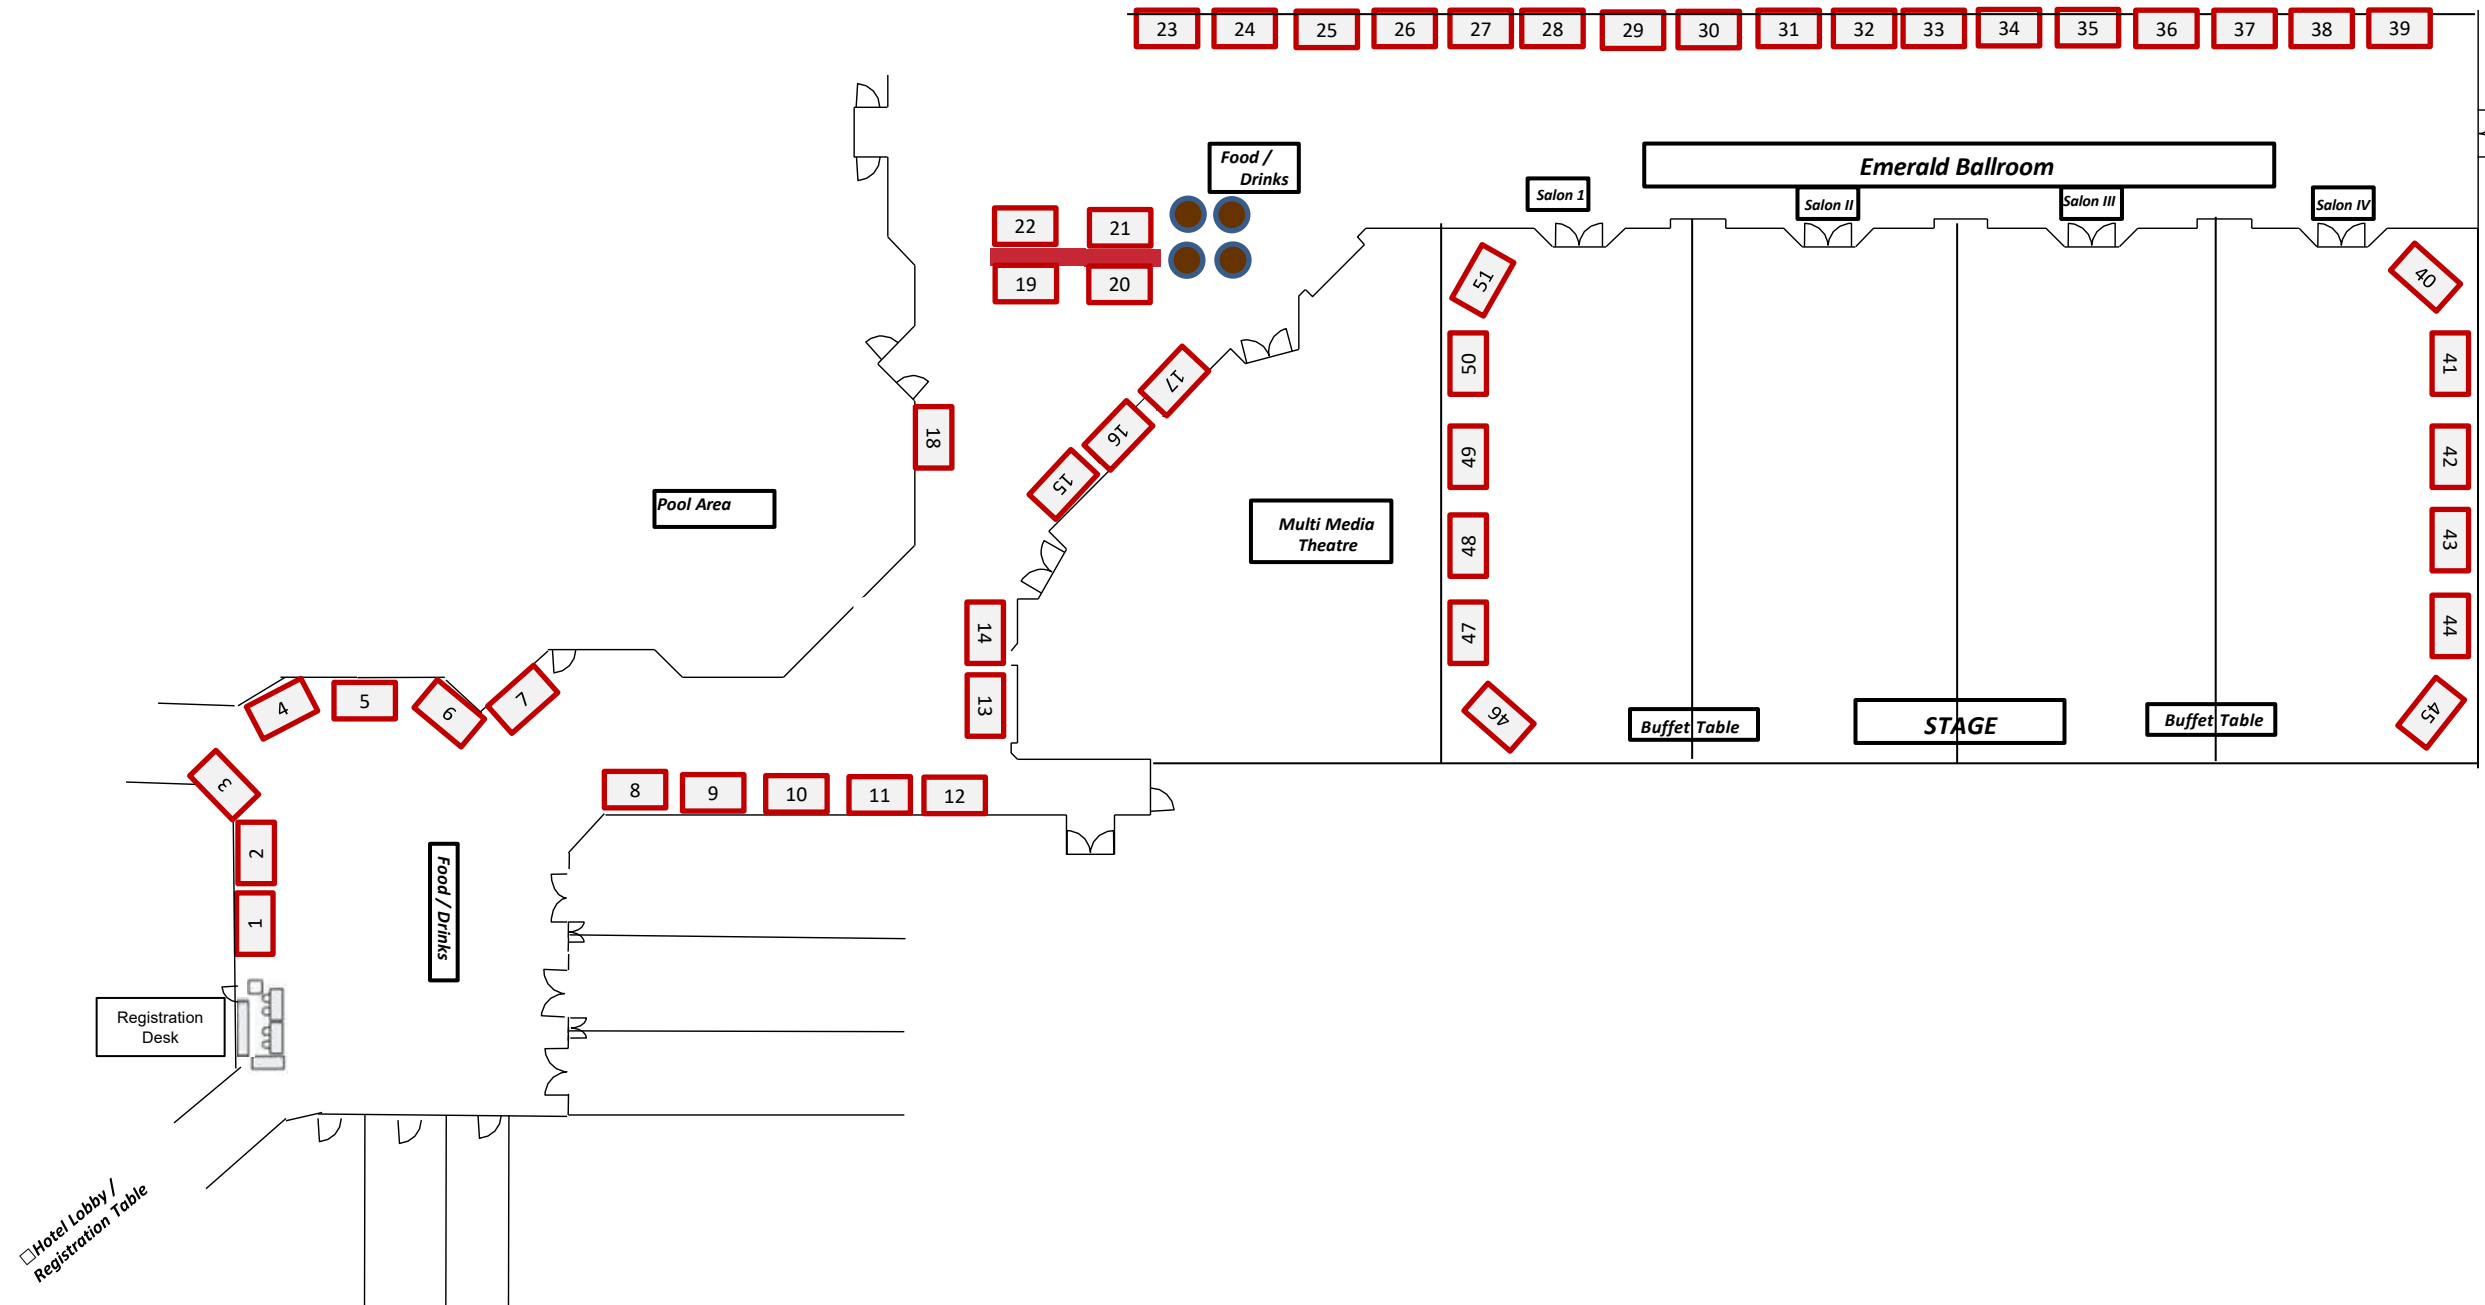 23 24 25 26 27 28 29 30 31 32 33 34 35 36 37 38 39
Food /
Drinks
Emerald Ballroom
Salon 1
Salon II
Salon III
Salon IV
22 21
19 20
51
40
50
41
17
16
15
18
49
42
Pool Area
Multi Media
Theatre
48
43
14
47
44
13
4
5
6
7
46
Buffet Table
STAGE
Buffet Table
45
3
8 9 10 11 12
2
1
Food / Drinks
Registration
Desk
□Hotel Lobby /
Registration Table